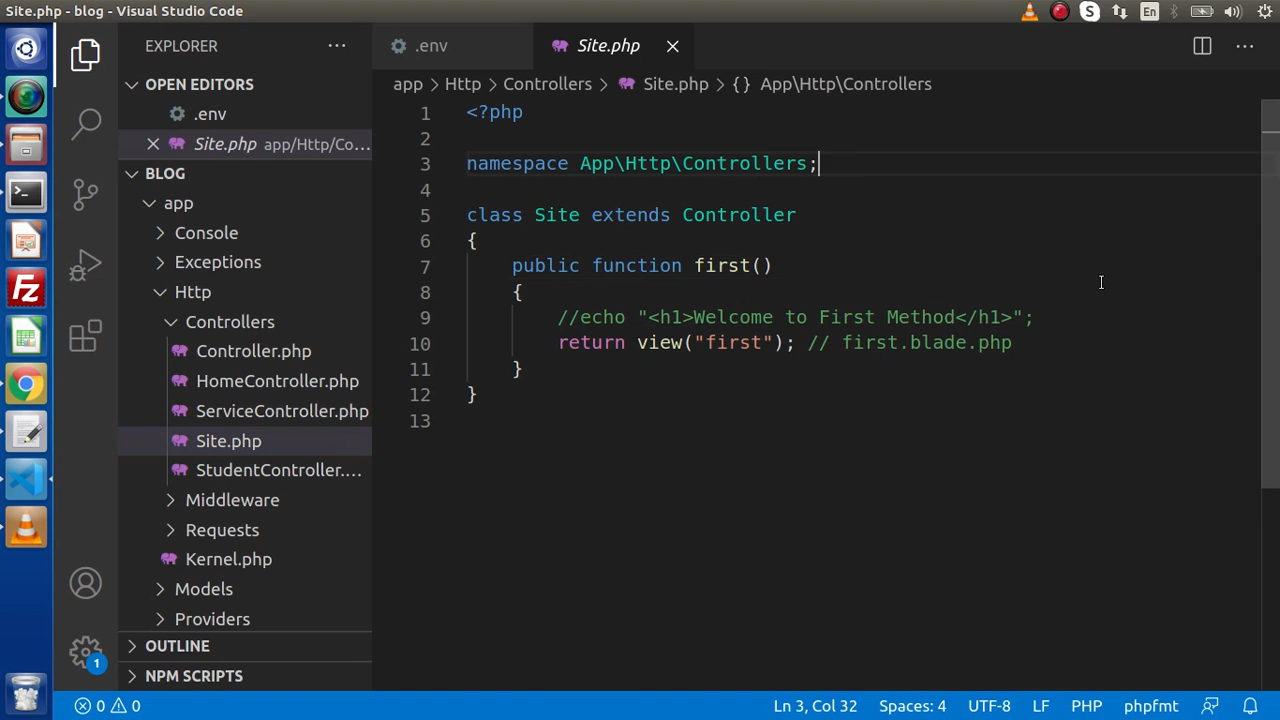 Site.php - blog - Visual Studio Code
En
EXPLORER
OPEN EDITORS
.env
Site.php app/Http/Co...
BLOG
app
Console
Exceptions
Http
Controllers
Controller.php
HomeController.php
ServiceController.php
Site.php
StudentController....
Middleware
Requests
Kernel.php
Models
Providers
OUTLINE
NPM SCRIPTS
.env
Site.php
app > Http > Controllers > Site.php > {} App\Http\Controllers
1 <?php
2
3 namespace App\Http\Controllers;
4
5 class Site extends Controller
6 {
7 public function first()
8 {
9 //echo "<h1>Welcome to First Method</h1>";
10 return view("first"); // first.blade.php
11 }
12 }
13
1
0 0
Ln 3, Col 32
Spaces: 4
UTF-8
LF
PHP
phpfmt